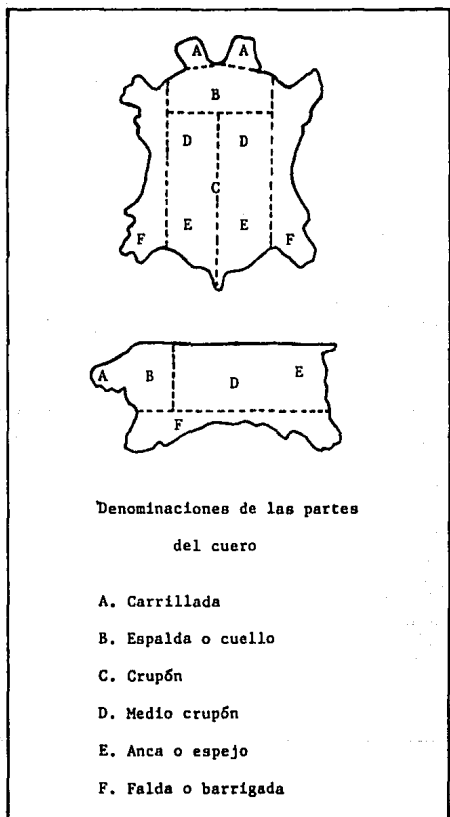 A A
B
D D
C
E E
F F
A B D E
F
Denominaciones de las partes
del cuero
A. Carrillada
B. Espalda o cuello
C. Crupón
D. Medio crupón
E. Anca o espejo
F. Falda o barrigada